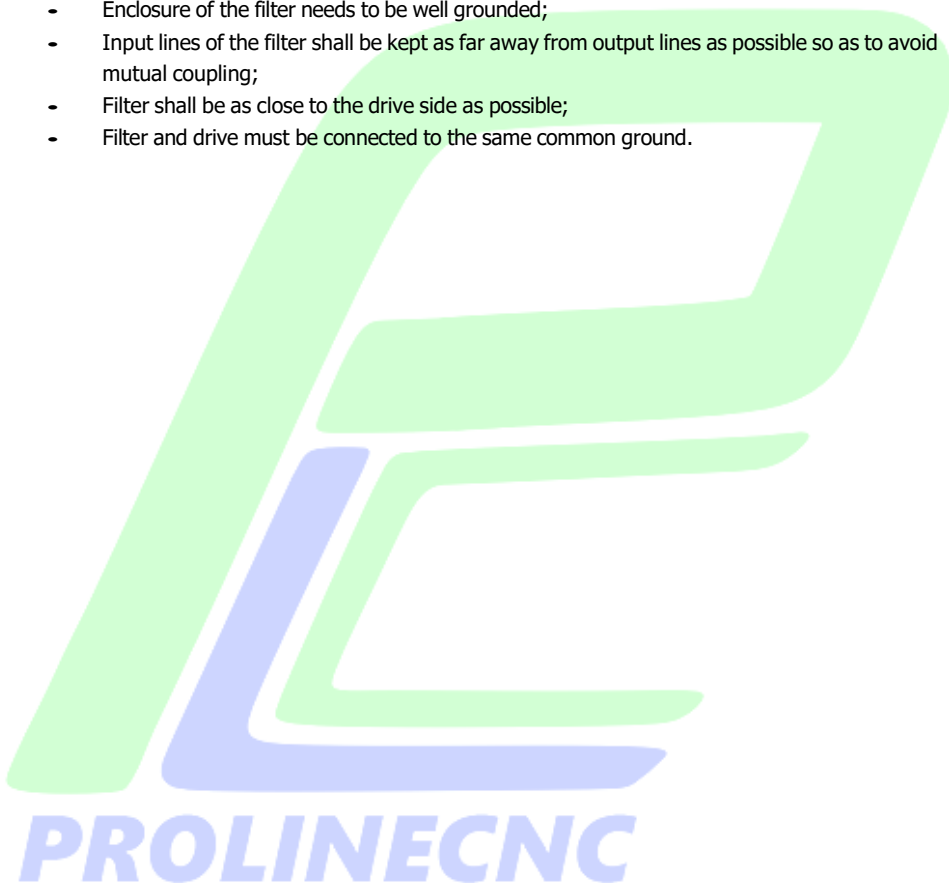 - Enclosure of the filter needs to be well grounded;
- Input lines of the filter shall be kept as far away from output lines as possible so as to avoid
mutual coupling;
- Filter shall be as close to the drive side as possible;
- Filter and drive must be connected to the same common ground.
PROLINECNC